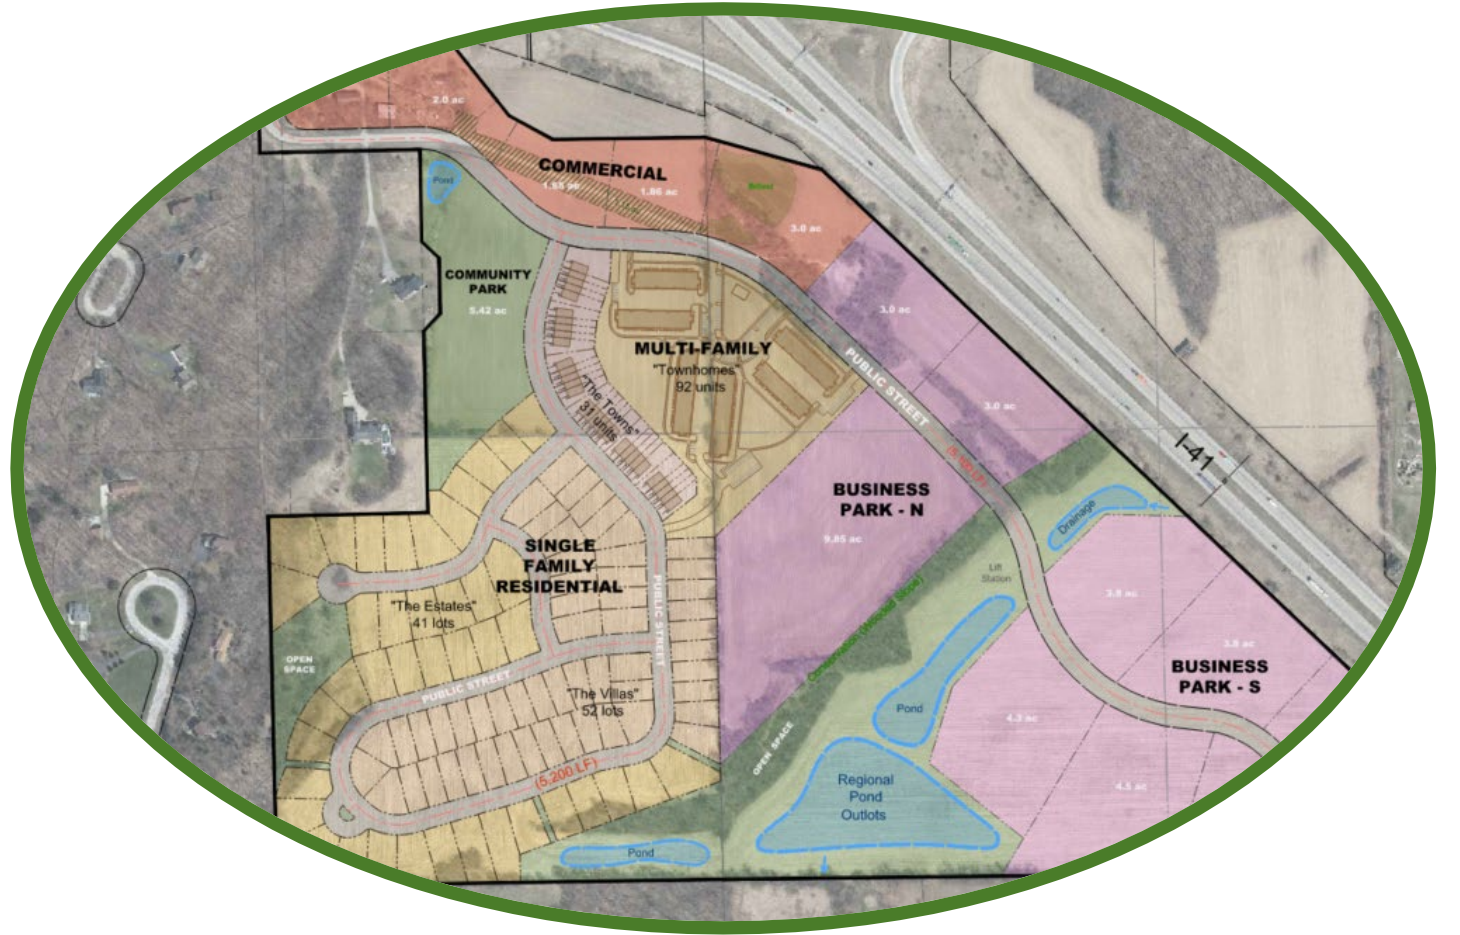 2.0 ac
COMMERCIAL
1.86 ac
Pond
3.0 ac
COMMUNITY
PARK
5.42 ac
3.0 ac
MULTI-FAMILY
"Townhomes"
92 units
PUBLIC STREET
"The Towns"
31 units
3.0 ac
I-41
BUSINESS
PARK - N
9.85 ac
Drainage
SINGLE
FAMILY
RESIDENTIAL
Lift
Station
3.8 ac
"The Estates"
41 lots
PUBLIC STREET
3.8 ac
OPEN
SPACE
BUSINESS
PARK - S
PUBLIC STREET
"The Villas"
52 lots
Pond
4.3 ac
OPEN SPACE
(5,200 LF)
Regional
Pond
Outlots
4.5 ac
Pond